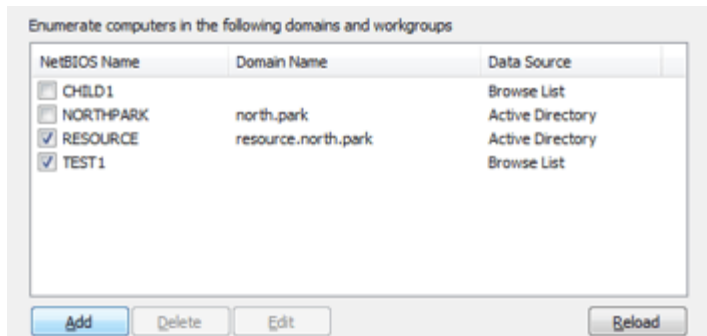 Enumerate computers in the following domains and workgroups
NetBIOS Name Domain Name Data Source
CHILD1 Browse List
NORTHPARK north.park Active Directory
RESOURCE resource.north.park Active Directory
TEST1 Browse List
Add Delete Edit Reload